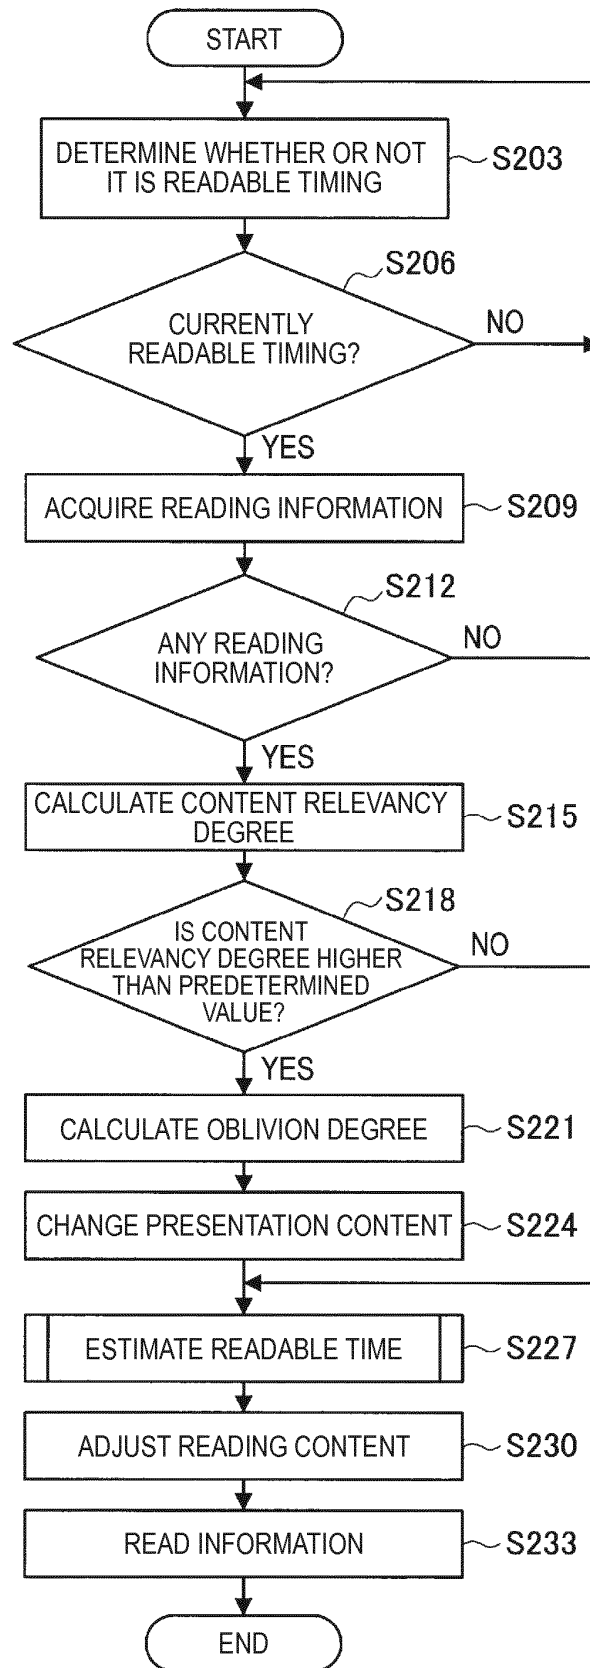 START
DETERMINE WHETHER OR NOT
IT IS READABLE TIMING
S203
S206
CURRENTLY
READABLE TIMING?
NO
YES
ACQUIRE READING INFORMATION
S209
S212
ANY READING
INFORMATION?
NO
YES
CALCULATE CONTENT RELEVANCY
DEGREE
S215
S218
IS CONTENT
RELEVANCY DEGREE HIGHER
THAN PREDETERMINED
VALUE?
NO
YES
CALCULATE OBLIVION DEGREE
S221
CHANGE PRESENTATION CONTENT
S224
ESTIMATE READABLE TIME
S227
ADJUST READING CONTENT
S230
READ INFORMATION
S233
END